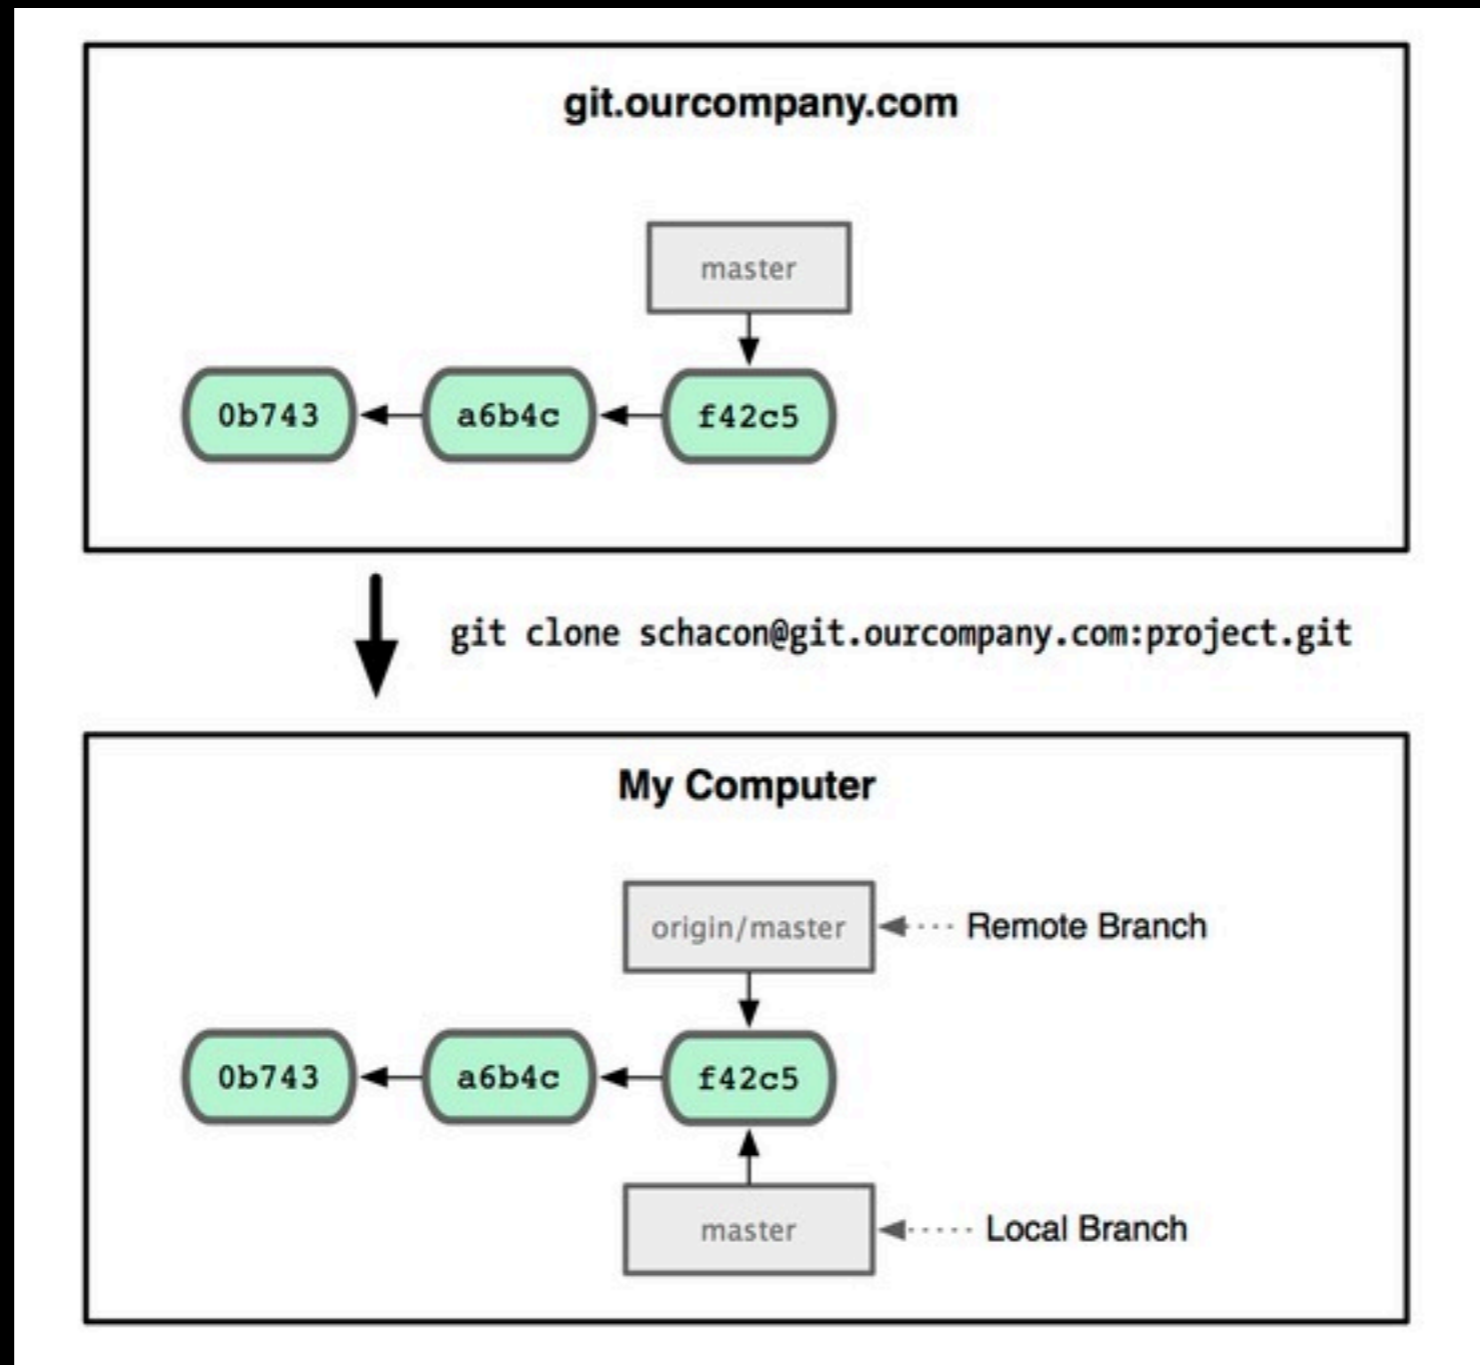 git.ourcompany.com
master
0b743
a6b4c
f42c5
git clone schacon@git.ourcompany.com:project.git
My Computer
origin/master
Remote Branch
0b743
a6b4c
f42c5
master
Local Branch